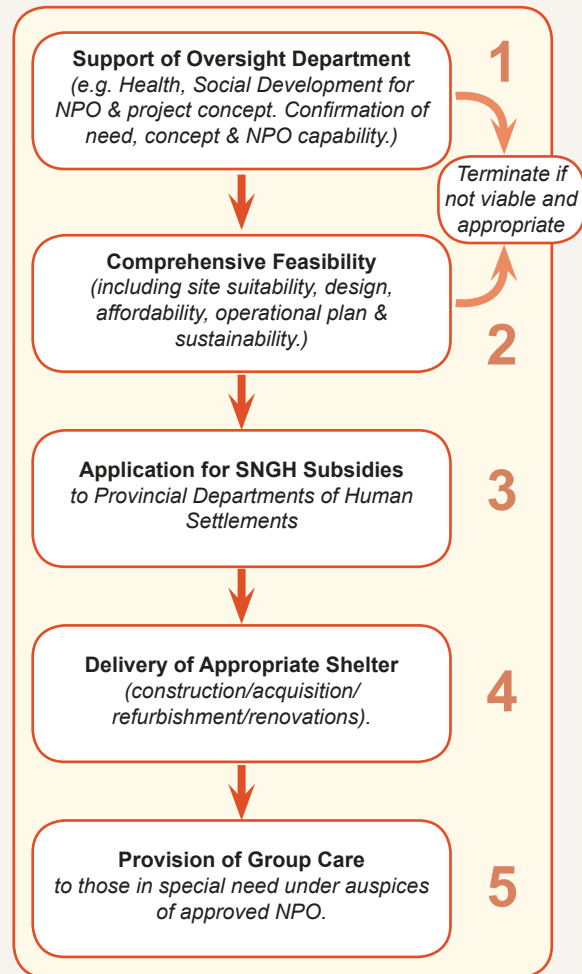 Support of Oversight Department
(e.g. Health, Social Development for
NPO & project concept. Confirmation of
need, concept & NPO capability.)
1
Terminate if
not viable and
appropriate
Comprehensive Feasibility
(including site suitability, design,
affordability, operational plan &
sustainability.)
2
Application for SNGH Subsidies
to Provincial Departments of Human
Settlements
3
Delivery of Appropriate Shelter
(construction/acquisition/
refurbishment/renovations).
4
Provision of Group Care
to those in special need under auspices
of approved NPO.
5